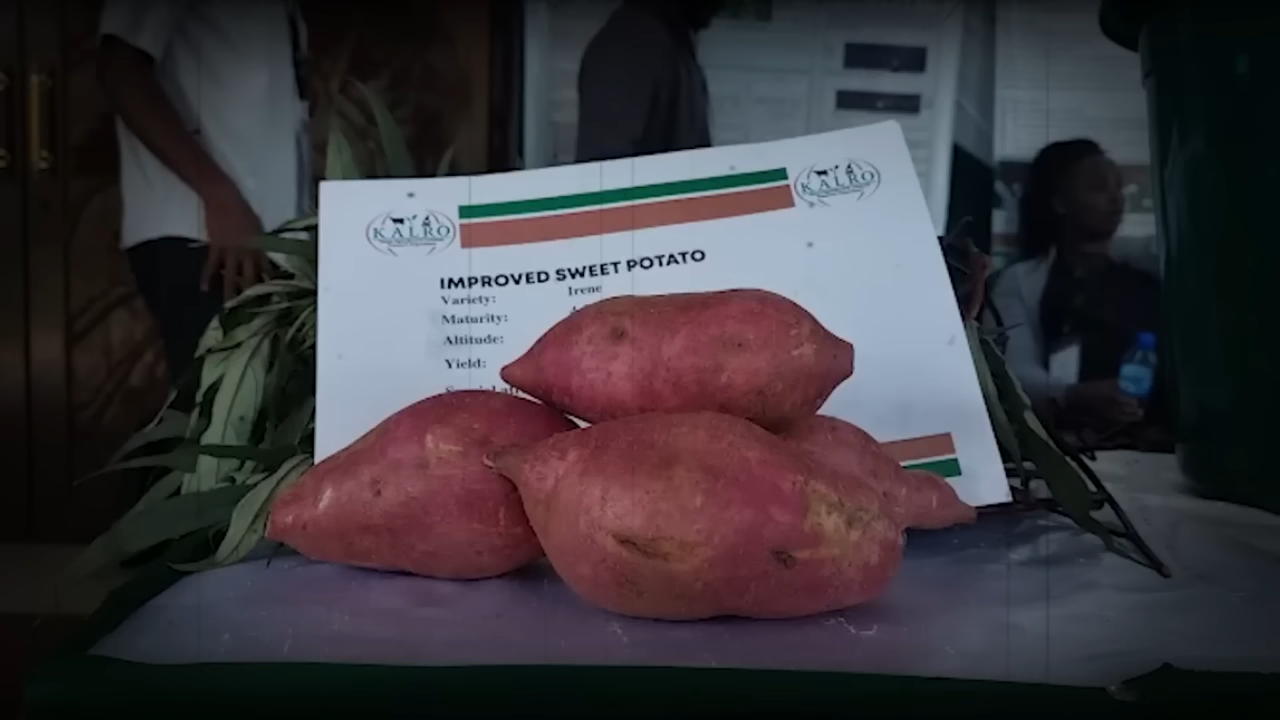 KALRO
KALRO
IMPROVED SWEET POTATO
Variety: Irene
Maturity:
Altitude:
Yield: